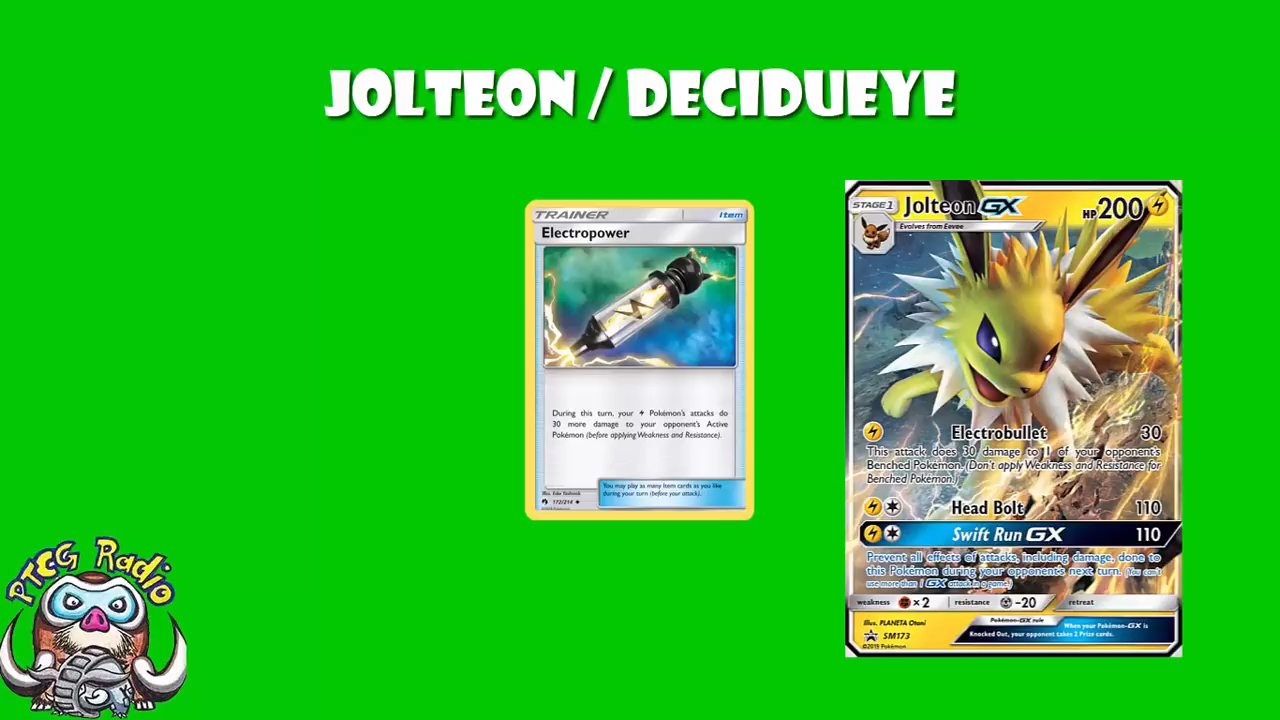 JOLTEON / DECIDUEYE
TRAINER
Item
Electropower
During this turn, your Pokémon's attacks do
30 more damage to your opponent's Active
Pokémon (before applying Weakness and Resistance).
You may play as many Item cards as you like
during your turn (before your attack).
172/214
STAGE 1
Jolteon GX
HP 200
Evolves from Eevee
Electrobullet 30
This attack does 30 damage to 1 of your opponent's
Benched Pokémon. (Don't apply Weakness and Resistance for
Benched Pokémon.)
Head Bolt 110
Swift Run GX 110
Prevent all effects of attacks, including damage, done to
this Pokémon during your opponent's next turn. (You can't
use more than 1 GX attack in a game.)
weakness ×2 resistance -20 retreat
Illus. PLANETA Otani
SM173
©2019 Pokémon
Pokémon-GX rule
When your Pokémon-GX is
Knocked Out, your opponent takes 2 Prize cards.
PTCG Radio